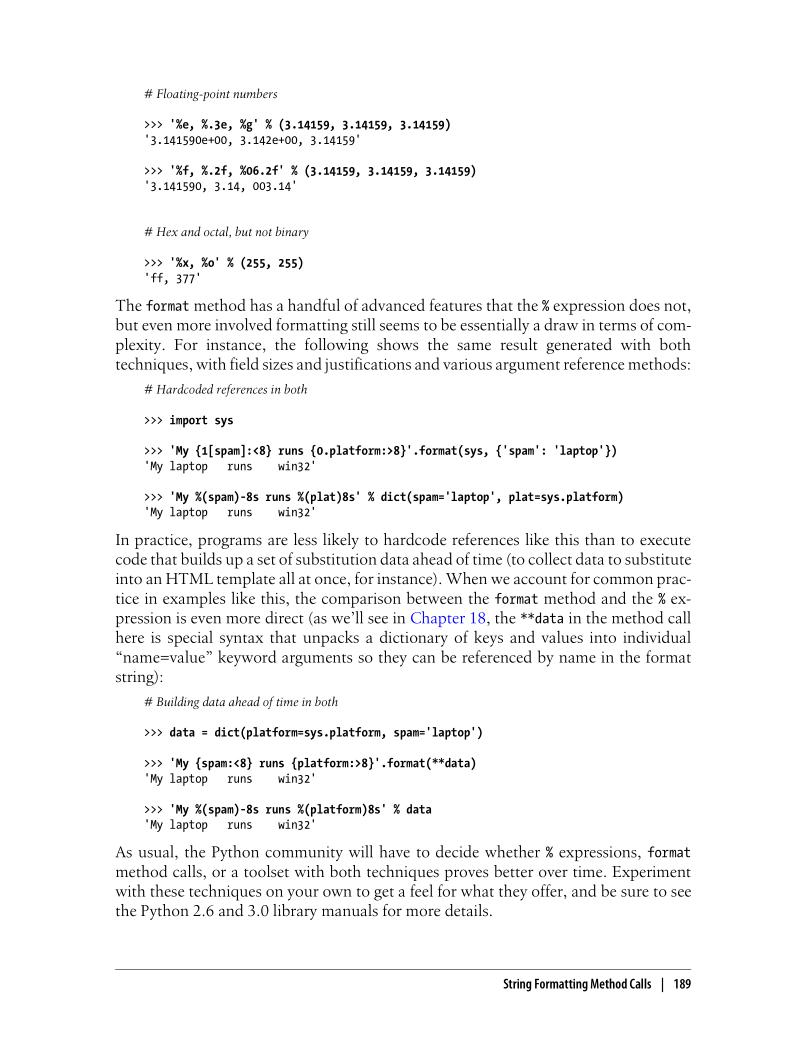 # Floating-point numbers
>>> '%e, %.3e, %g' % (3.14159, 3.14159, 3.14159)
'3.141590e+00, 3.142e+00, 3.14159'
>>> '%f, %.2f, %06.2f' % (3.14159, 3.14159, 3.14159)
'3.141590, 3.14, 003.14'
# Hex and octal, but not binary
>>> '%x, %o' % (255, 255)
'ff, 377'
The format method has a handful of advanced features that the % expression does not,
but even more involved formatting still seems to be essentially a draw in terms of com-
plexity. For instance, the following shows the same result generated with both
techniques, with field sizes and justifications and various argument reference methods:
# Hardcoded references in both
>>> import sys
>>> 'My {1[spam]:<8} runs {0.platform:>8}'.format(sys, {'spam': 'laptop'})
'My laptop   runs    win32'
>>> 'My %(spam)-8s runs %(plat)8s' % dict(spam='laptop', plat=sys.platform)
'My laptop   runs    win32'
In practice, programs are less likely to hardcode references like this than to execute
code that builds up a set of substitution data ahead of time (to collect data to substitute
into an HTML template all at once, for instance). When we account for common prac-
tice in examples like this, the comparison between the format method and the % ex-
pression is even more direct (as we'll see in Chapter 18, the **data in the method call
here is special syntax that unpacks a dictionary of keys and values into individual
“name=value” keyword arguments so they can be referenced by name in the format
string):
# Building data ahead of time in both
>>> data = dict(platform=sys.platform, spam='laptop')
>>> 'My {spam:<8} runs {platform:>8}'.format(**data)
'My laptop   runs    win32'
>>> 'My %(spam)-8s runs %(platform)8s' % data
'My laptop   runs    win32'
As usual, the Python community will have to decide whether % expressions, format
method calls, or a toolset with both techniques proves better over time. Experiment
with these techniques on your own to get a feel for what they offer, and be sure to see
the Python 2.6 and 3.0 library manuals for more details.
String Formatting Method Calls | 189